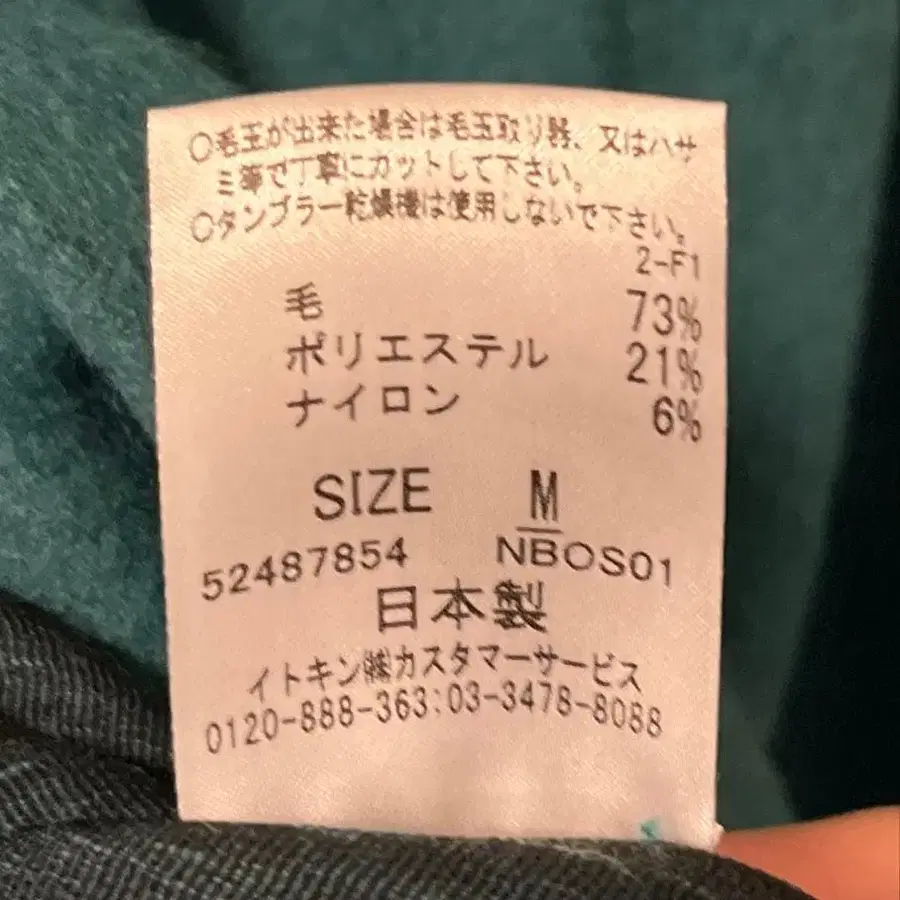 ○毛玉が出来た場合は毛玉取り器、又はハサ
ミ等で丁寧にカットして下さい。
○タンブラー乾燥機は使用しないで下さい。
2-F1
毛 73%
ポリエステル 21%
ナイロン 6%
SIZE M
52487854 NBOS01
日本製
イトキン㈱カスタマーサービス
0120-888-363:03-3478-8088